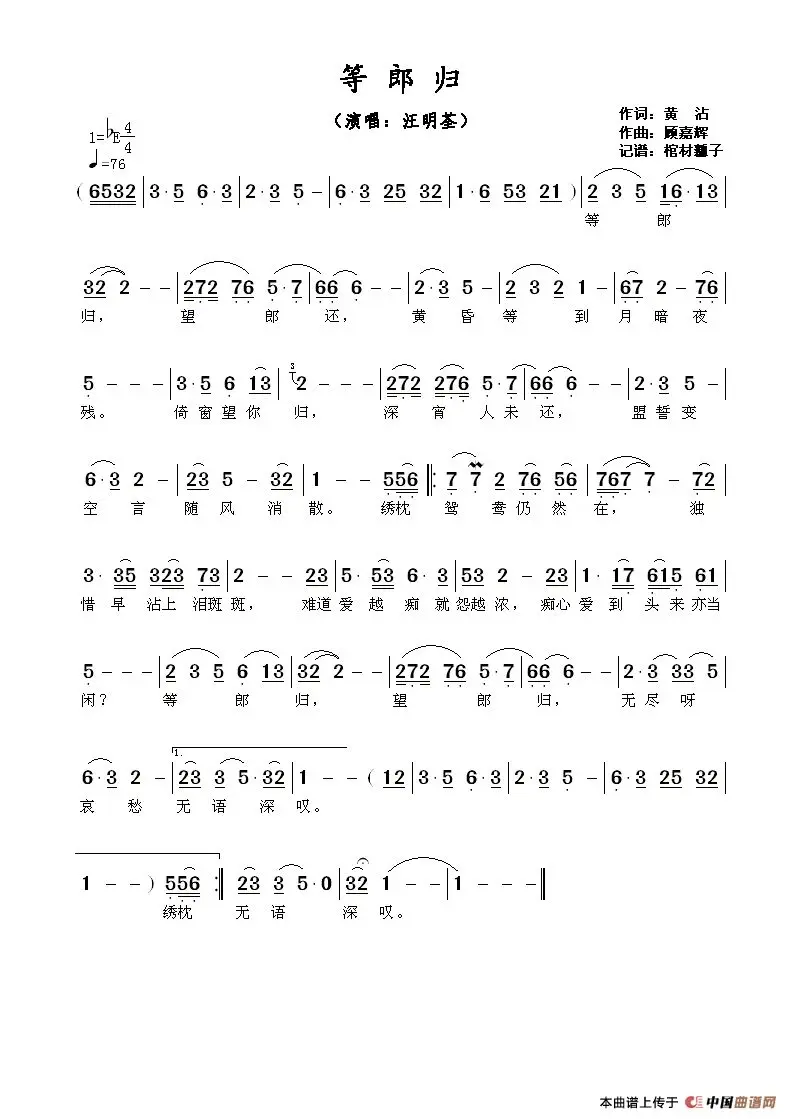 等郎归
（演唱：汪明荃）
作词：黄 沾
作曲：顾嘉辉
记谱：棺材瓤子
1=♭E 4/4
♩=76
( 6532 | 3·5 6·3 | 2·3 5 – | 6·3 25 32 | 1·6 53 21 ) | 2 3 5 16·13
等 郎
32 2 – – | 272 76 5·7 | 66 6 – – | 2·3 5 – | 2 3 2 1 – | 67 2 – 76
归， 望 郎 还， 黄 昏 等 到 月 暗 夜
5 – – – | 3·5 6 13 | 3 2 – – – | 272 276 5·7 | 66 6 – – | 2·3 5 –
残。 倚 窗 望 你 归， 深 宵 人 未 还， 盟 誓 变
6·3 2 – | 23 5 – 32 | 1 – – 556 ‖: 7 7 2 76 56 | 767 7 – 72
空 言 随 风 消 散。 绣枕 鸳 鸯 仍 然 在， 独
3· 35 323 73 | 2 – – 23 | 5· 53 6·3 | 53 2 – 23 | 1· 17 615 61
惜 早 沾上 泪斑 斑， 难道 爱 越 痴 就 怨越 浓， 痴心 爱 到 头 来 亦当
5 – – – | 2 3 5 6 13 | 32 2 – – | 272 76 5·7 | 66 6 – – | 2·3 33 5
闲？ 等 郎 归， 望 郎 归， 无 尽 呀
6·3 2 – | 1. 23 3 5·32 | 1 – – ( 12 | 3·5 6·3 | 2·3 5 – | 6·3 25 32
哀 愁 无 语 深 叹。
1 – – ) 556 :‖ 23 3 5·0 | 32 1 – – | 1 – – – ‖
绣枕 无 语 深 叹。
本曲谱上传于 中国曲谱网